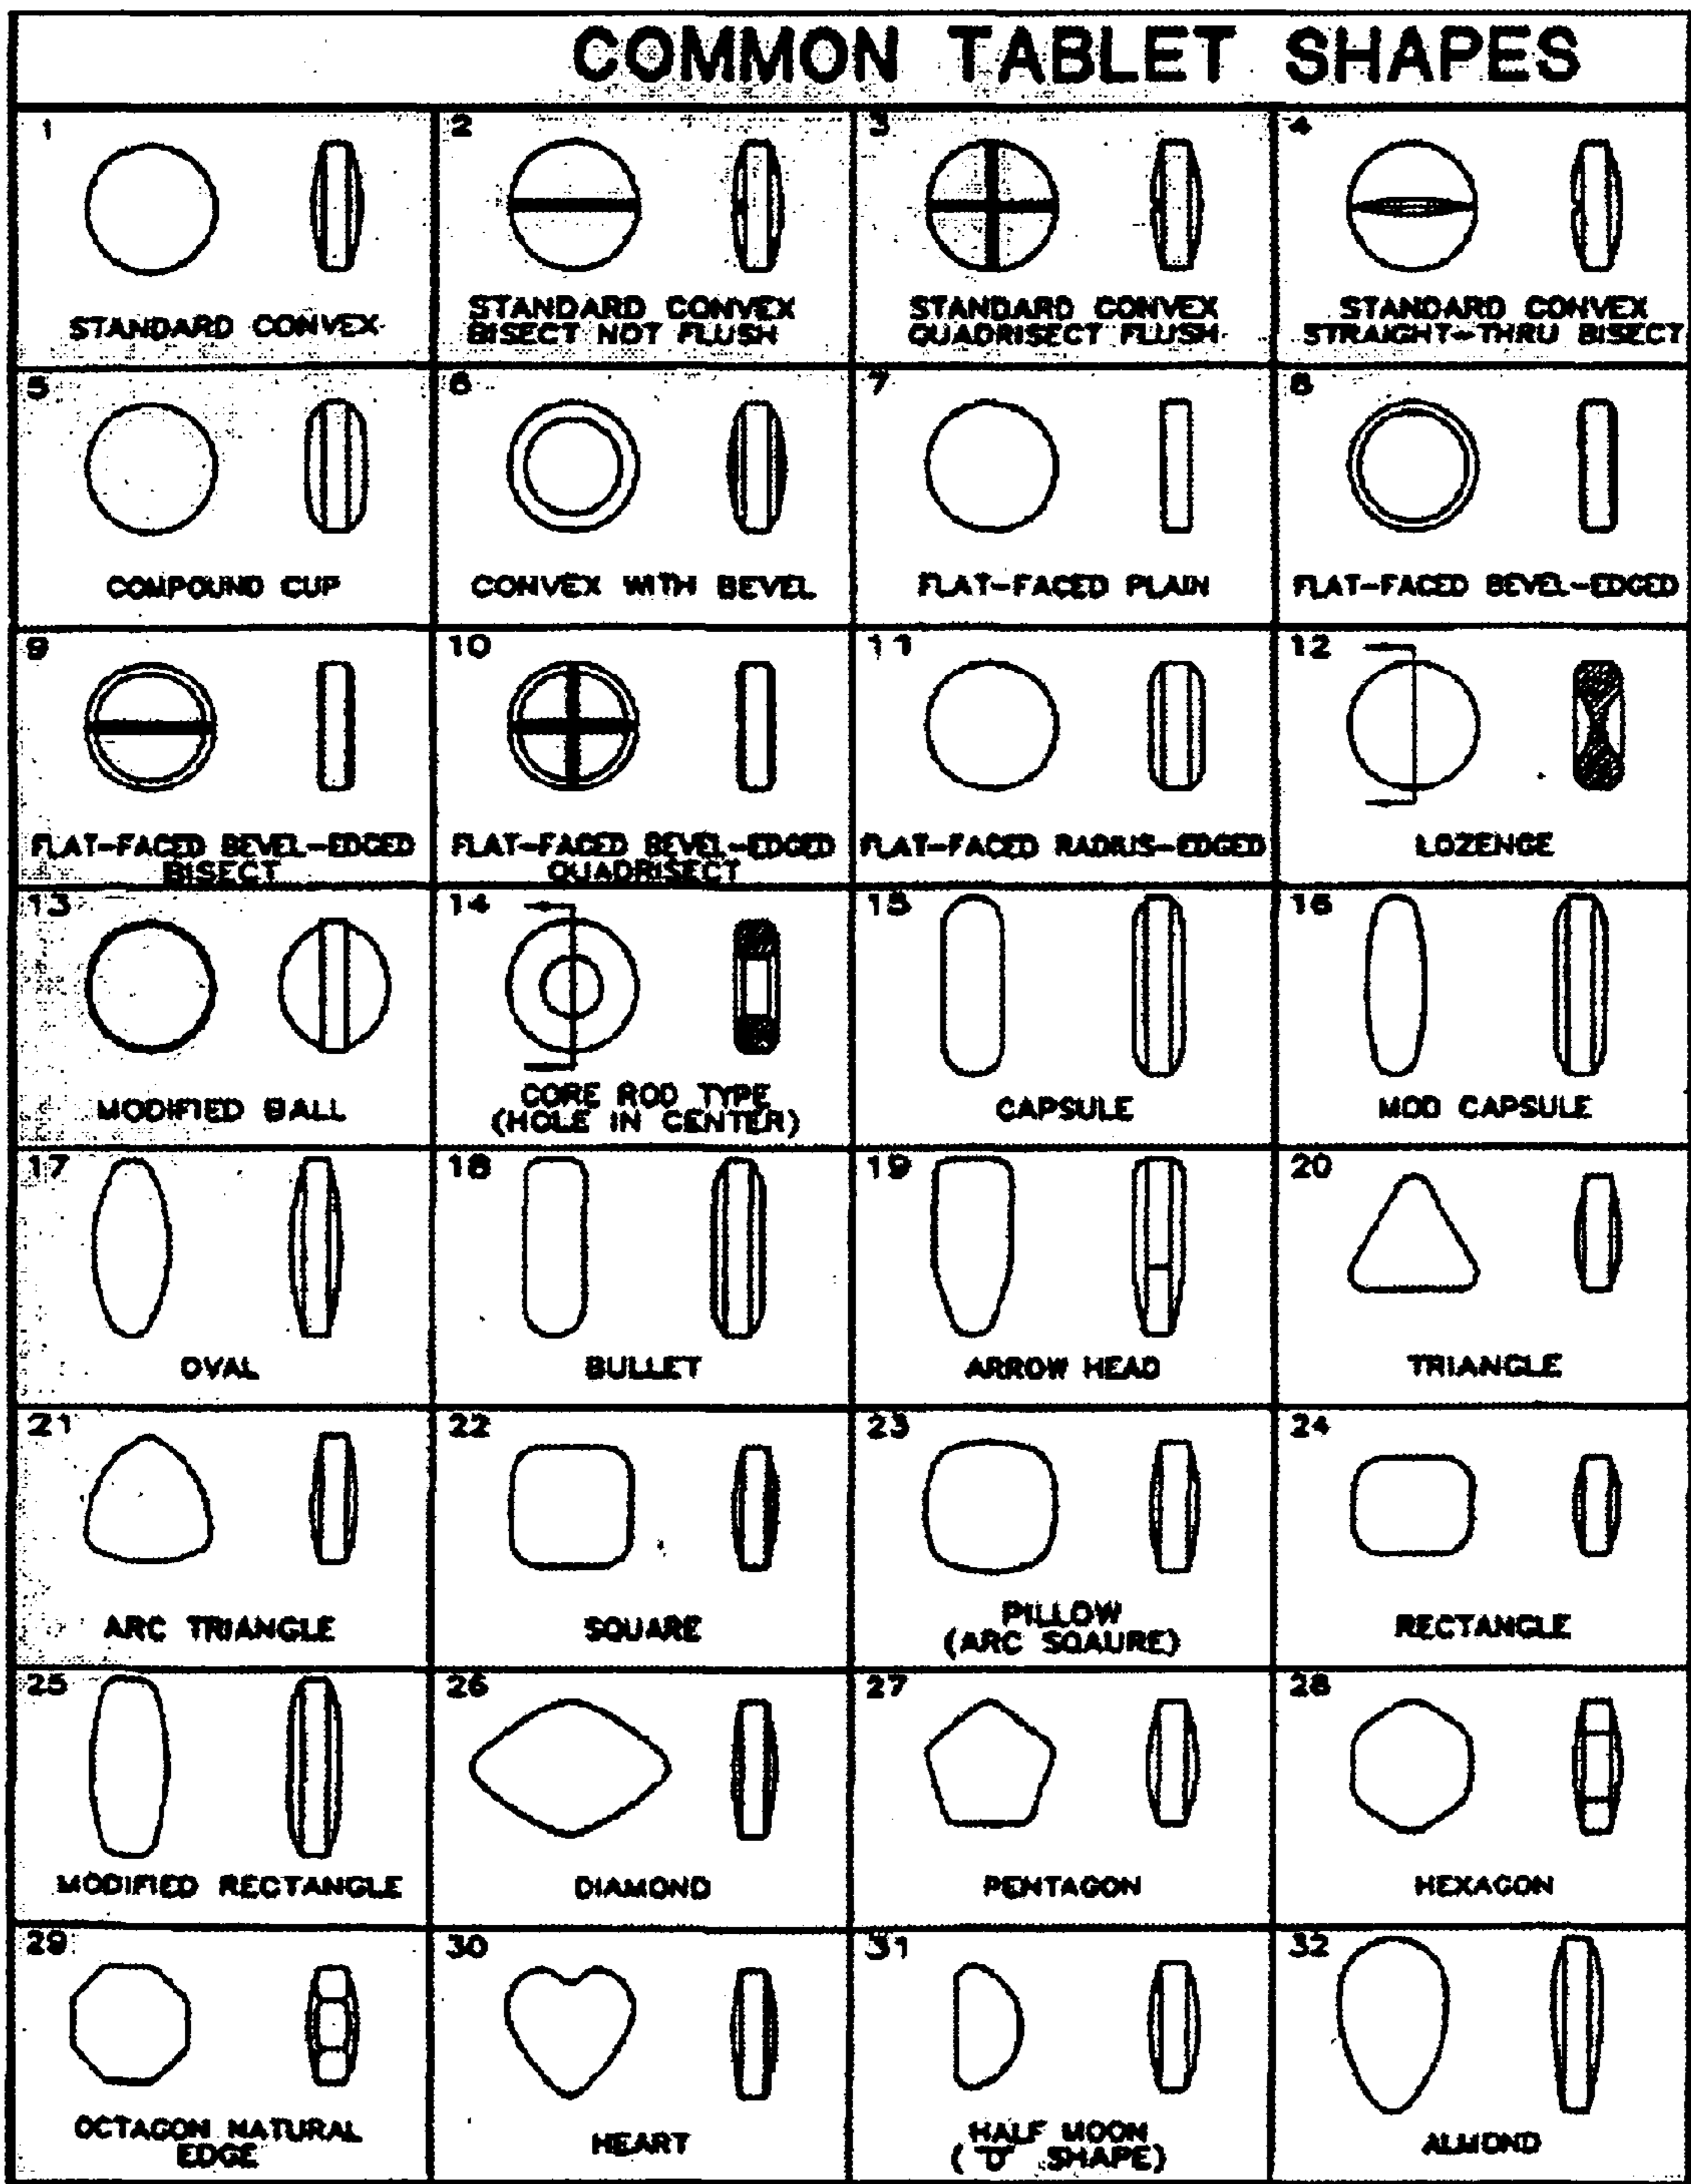 COMMON TABLET SHAPES
1
STANDARD CONVEX
2
STANDARD CONVEX
BISECT NOT FLUSH
3
STANDARD CONVEX
QUADRISECT FLUSH
4
STANDARD CONVEX
STRAIGHT-THRU BISECT
5
COMPOUND CUP
6
CONVEX WITH BEVEL
7
FLAT-FACED PLAIN
8
FLAT-FACED BEVEL-EDGED
9
FLAT-FACED BEVEL-EDGED
BISECT
10
FLAT-FACED BEVEL-EDGED
QUADRISECT
11
FLAT-FACED RADIUS-EDGED
12
LOZENGE
13
MODIFIED BALL
14
CORE ROD TYPE
(HOLE IN CENTER)
15
CAPSULE
16
MOD CAPSULE
17
OVAL
18
BULLET
19
ARROW HEAD
20
TRIANGLE
21
ARC TRIANGLE
22
SQUARE
23
PILLOW
(ARC SQAURE)
24
RECTANGLE
25
MODIFIED RECTANGLE
26
DIAMOND
27
PENTAGON
28
HEXAGON
29
OCTAGON NATURAL
EDGE
30
HEART
31
HALF MOON
("D" SHAPE)
32
ALMOND